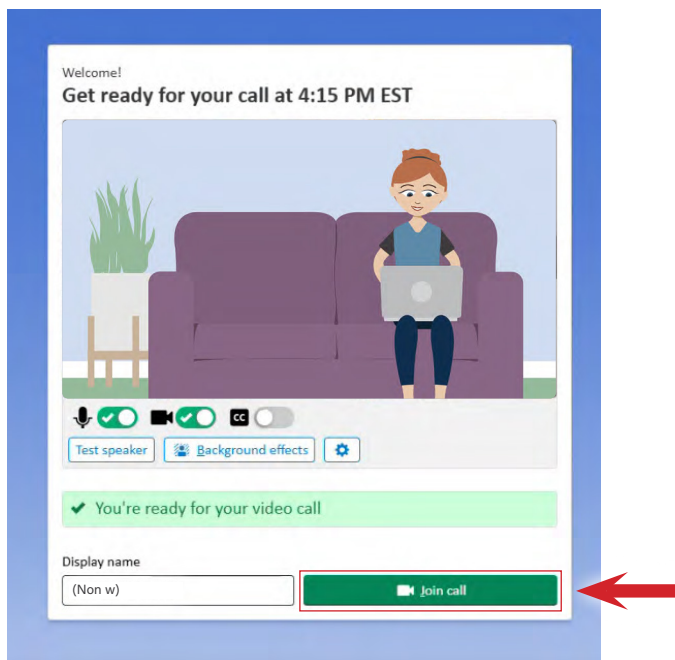 Welcome!
Get ready for your call at 4:15 PM EST
CC
Test speaker
Background effects
You're ready for your video call
Display name
(Non w)
Join call